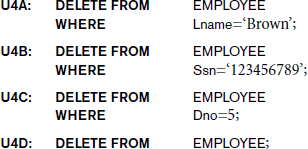 U4A: DELETE FROM EMPLOYEE
WHERE Lname=‘Brown’;
U4B: DELETE FROM EMPLOYEE
WHERE Ssn=‘123456789’;
U4C: DELETE FROM EMPLOYEE
WHERE Dno=5;
U4D: DELETE FROM EMPLOYEE;